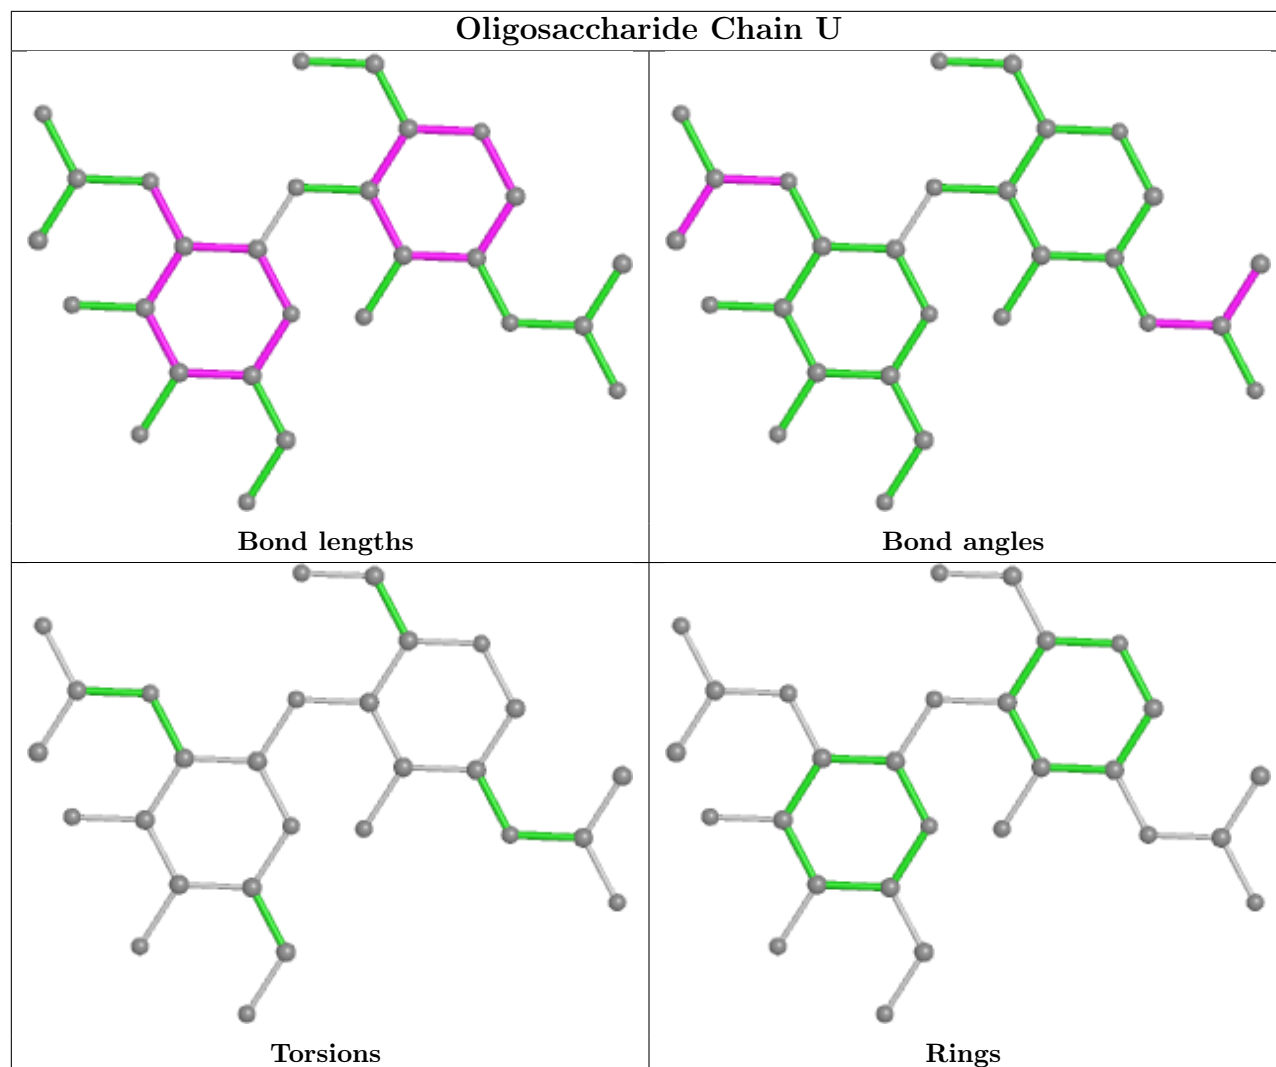 Oligosaccharide Chain U
Bond lengths
Bond angles
Torsions
Rings